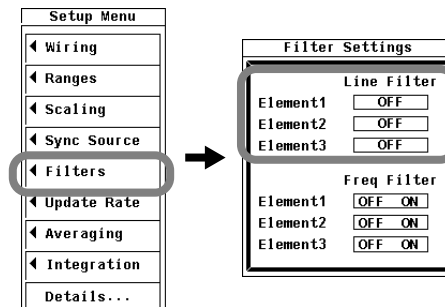 Setup Menu
Wiring
Ranges
Scaling
Sync Source
Filters
Update Rate
Averaging
Integration
Details...
Filter Settings
Line Filter
Element1 OFF
Element2 OFF
Element3 OFF
Freq Filter
Element1 OFF ON
Element2 OFF ON
Element3 OFF ON